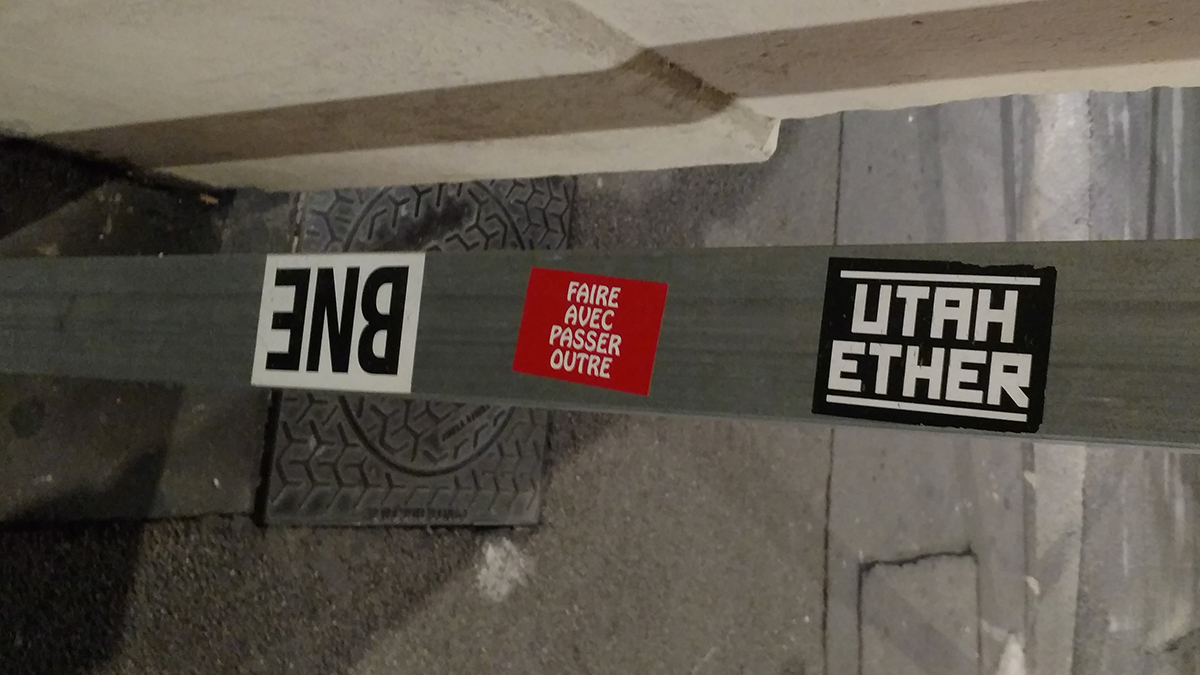 BNE
FAIRE
AVEC
PASSER
OUTRE
UTAH
ETHER